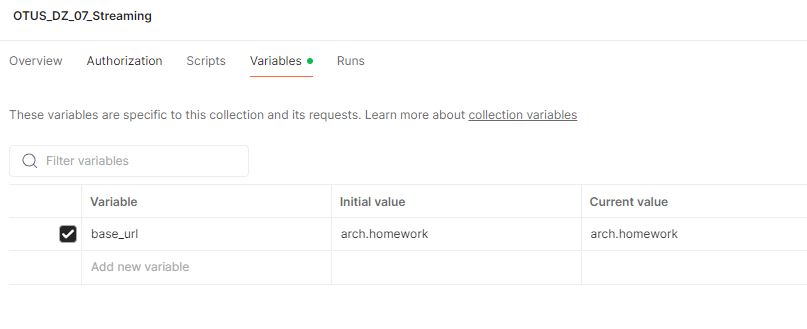 OTUS_DZ_07_Streaming
Overview Authorization Scripts Variables Runs
These variables are specific to this collection and its requests. Learn more about collection variables
Filter variables
Variable Initial value Current value
base_url arch.homework arch.homework
Add new variable